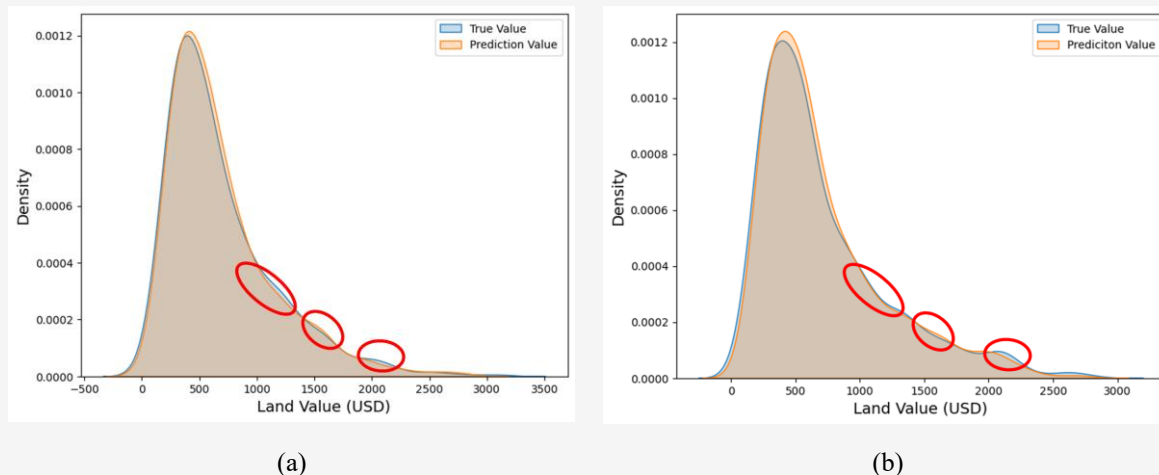 True Value
Prediction Value
0.0012
0.0010
0.0008
0.0006
0.0004
0.0002
0.0000
Density
−500 0 500 1000 1500 2000 2500 3000 3500
Land Value (USD)
(a)
True Value
Prediciton Value
0.0012
0.0010
0.0008
0.0006
0.0004
0.0002
0.0000
Density
0 500 1000 1500 2000 2500 3000
Land Value (USD)
(b)